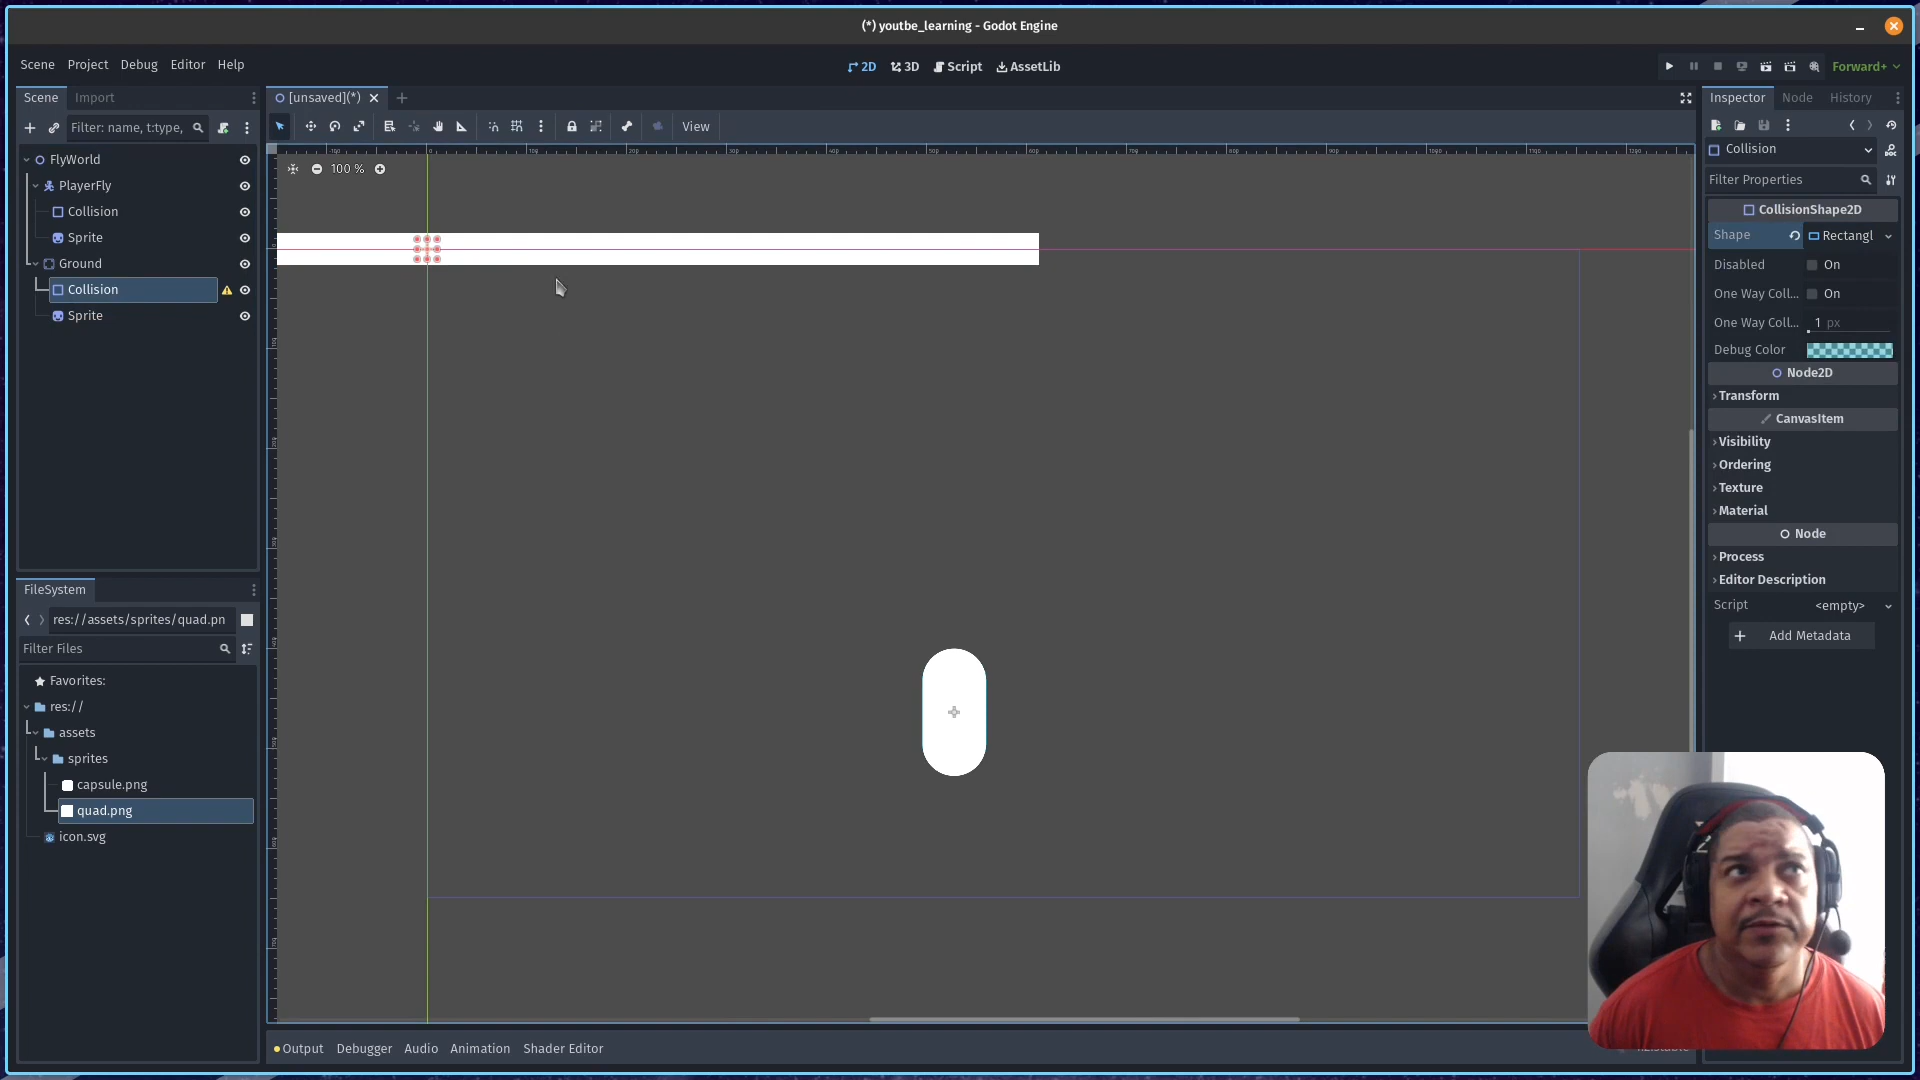 (*) youtbe_learning - Godot Engine
Scene Project Debug Editor Help
2D 3D Script AssetLib
Forward+
Scene Import
[unsaved](*)
Inspector Node History
Filter: name, t:type,
View
FlyWorld
PlayerFly
Collision
Sprite
Ground
Collision
Sprite
100 %
Collision
Filter Properties
CollisionShape2D
Shape Rectangl
Disabled On
One Way Coll... On
One Way Coll... 1 px
Debug Color
Node2D
Transform
CanvasItem
Visibility
Ordering
Texture
Material
Node
Process
Editor Description
Script <empty>
Add Metadata
FileSystem
res://assets/sprites/quad.pn
Filter Files
Favorites:
res://
assets
sprites
capsule.png
quad.png
icon.svg
Output Debugger Audio Animation Shader Editor